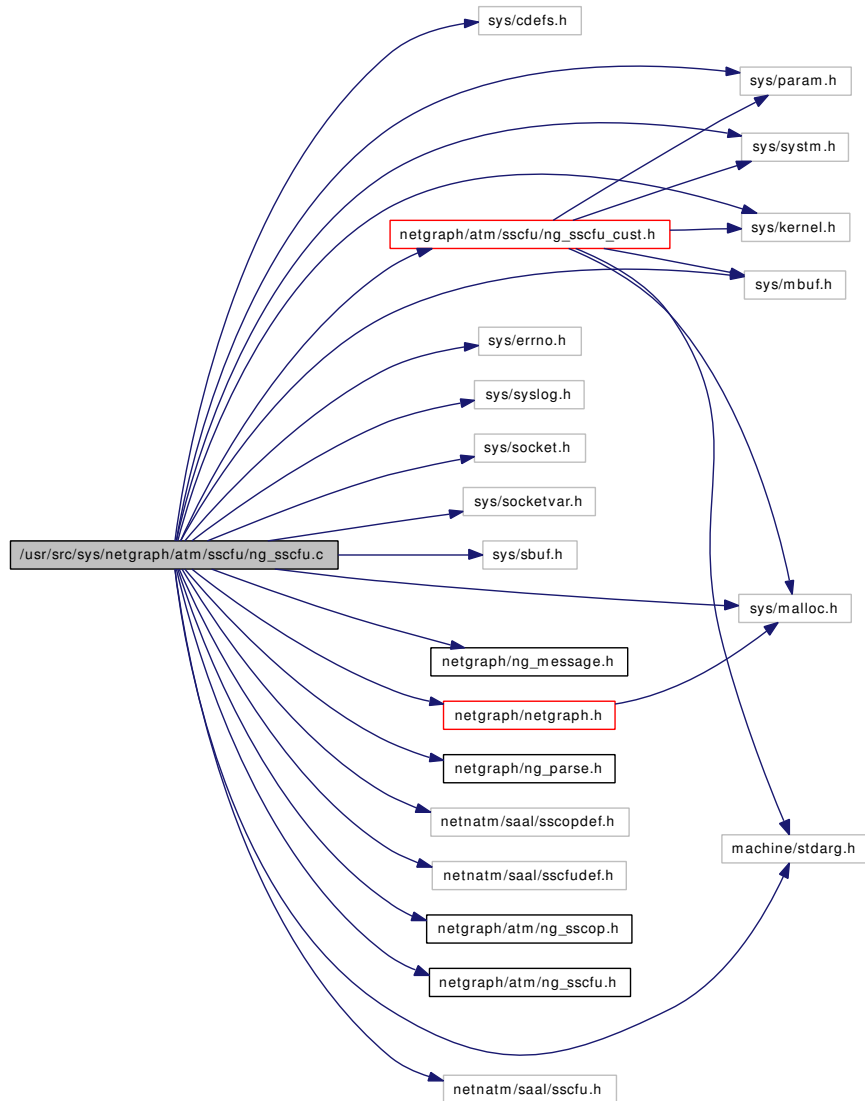 sys/cdefs.h
sys/param.h
sys/systm.h
sys/kernel.h
netgraph/atm/sscfu/ng_sscfu_cust.h
sys/mbuf.h
sys/errno.h
sys/syslog.h
sys/socket.h
sys/socketvar.h
/usr/src/sys/netgraph/atm/sscfu/ng_sscfu.c
sys/sbuf.h
sys/malloc.h
netgraph/ng_message.h
netgraph/netgraph.h
netgraph/ng_parse.h
netnatm/saal/sscopdef.h
machine/stdarg.h
netnatm/saal/sscfudef.h
netgraph/atm/ng_sscop.h
netgraph/atm/ng_sscfu.h
netnatm/saal/sscfu.h